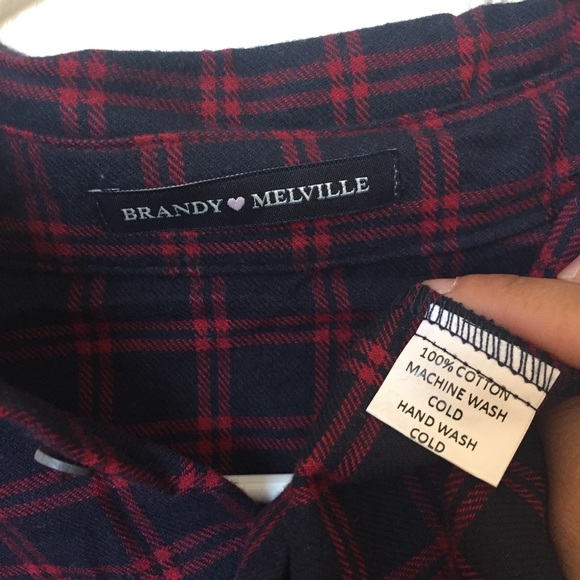 BRANDY 💜 MELVILLE
100% COTTON
MACHINE WASH
COLD
HAND WASH
COLD